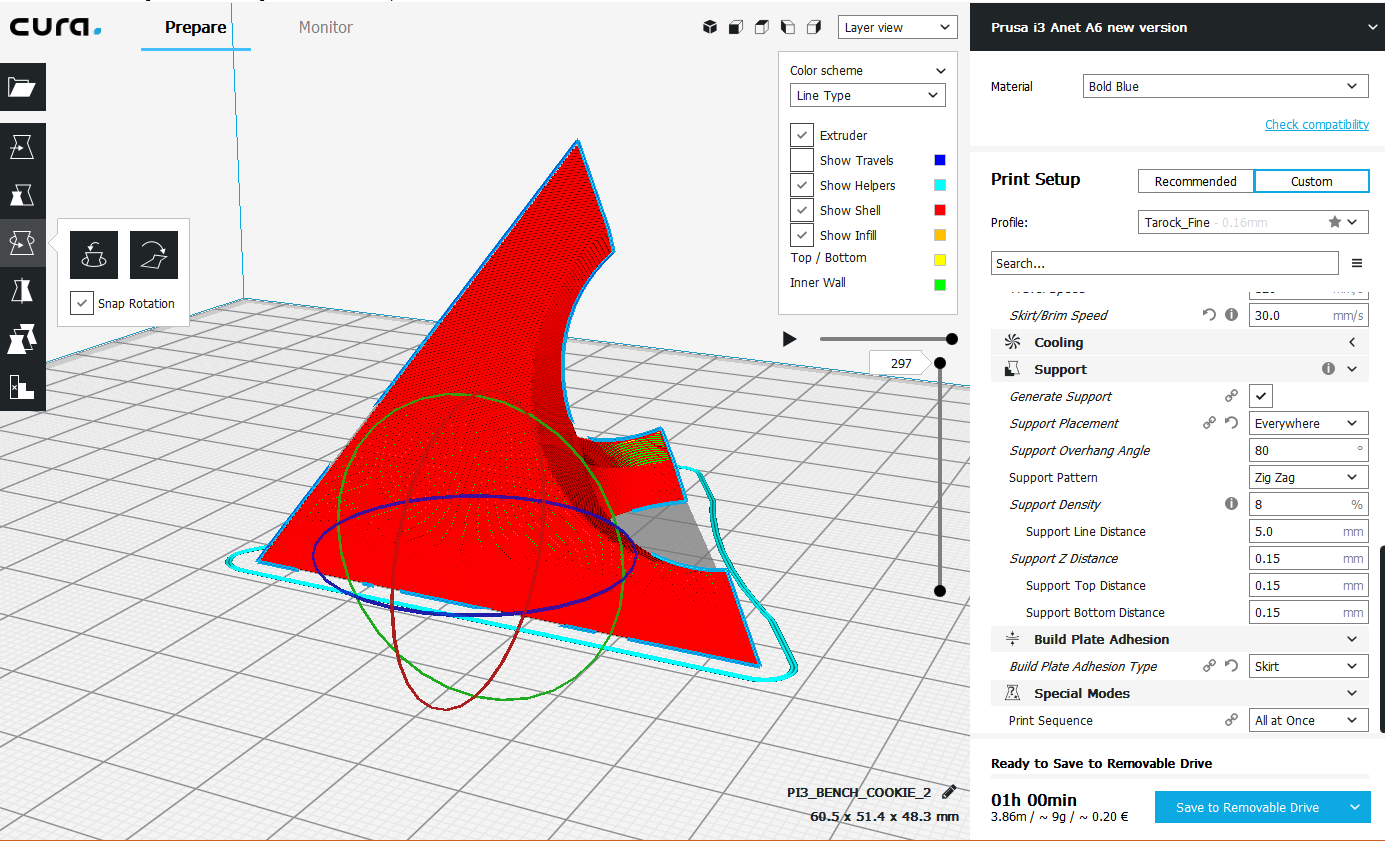 cura.
Prepare
Monitor
Layer view
Color scheme
Line Type
Extruder
Show Travels
Show Helpers
Show Shell
Show Infill
Top / Bottom
Inner Wall
297
Snap Rotation
PI3_BENCH_COOKIE_2
60.5 x 51.4 x 48.3 mm
Prusa i3 Anet A6 new version
Material
Bold Blue
Check compatibility
Print Setup
Recommended
Custom
Profile:
Tarock_Fine - 0.16mm
Search...
Skirt/Brim Speed
30.0 mm/s
Cooling
Support
Generate Support
Support Placement
Everywhere
Support Overhang Angle
80 °
Support Pattern
Zig Zag
Support Density
8 %
Support Line Distance
5.0 mm
Support Z Distance
0.15 mm
Support Top Distance
0.15 mm
Support Bottom Distance
0.15 mm
Build Plate Adhesion
Build Plate Adhesion Type
Skirt
Special Modes
Print Sequence
All at Once
Ready to Save to Removable Drive
01h 00min
3.86m / ~ 9g / ~ 0.20 €
Save to Removable Drive